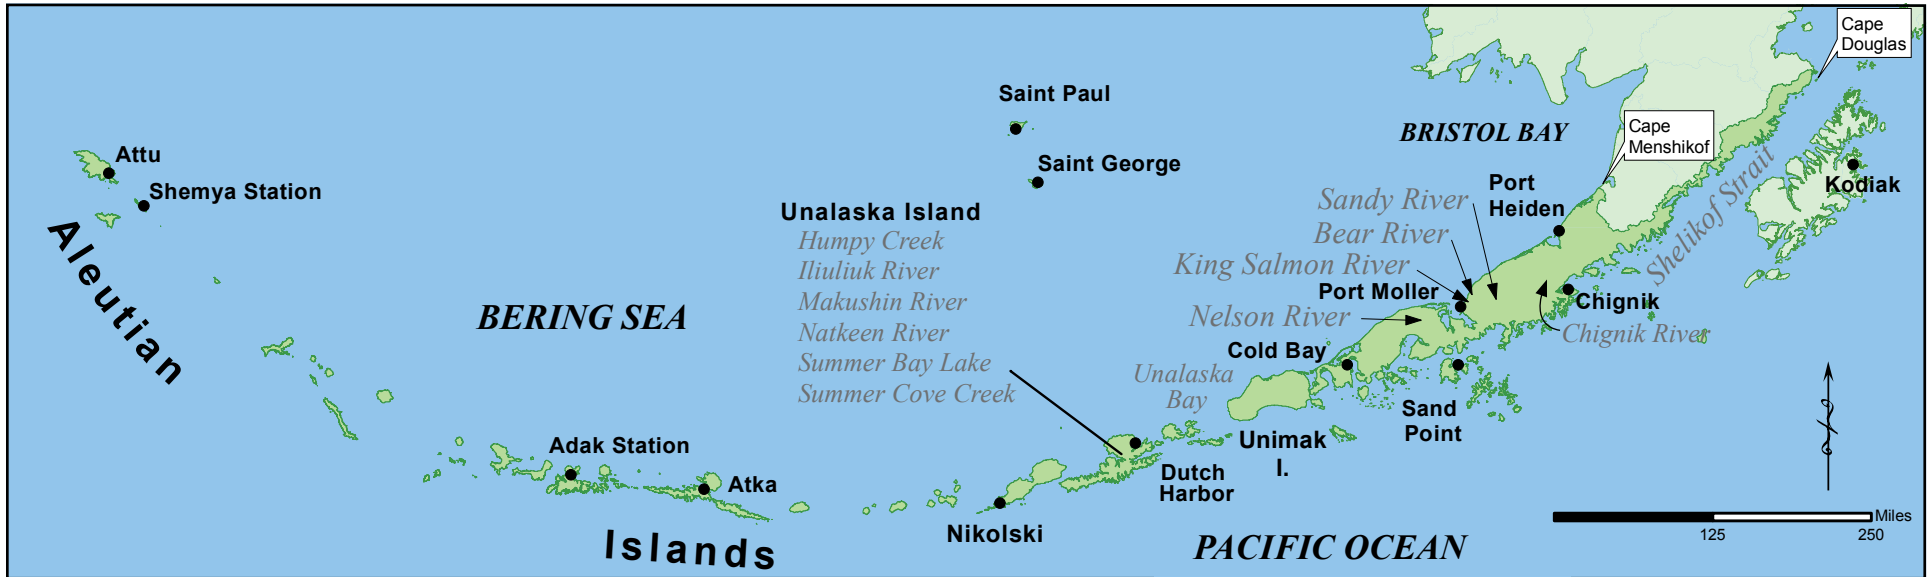 Cape
Douglas
Saint Paul
BRISTOL BAY
Cape
Menshikof
Attu
Shemya Station
Saint George
Port
Heiden
Kodiak
Shelikof Strait
Unalaska Island
Humpy Creek
Iliuliuk River
Makushin River
Natkeen River
Summer Bay Lake
Summer Cove Creek
Sandy River
Bear River
King Salmon River
Port Moller
Nelson River
Chignik
Chignik River
Aleutian
BERING SEA
Cold Bay
Unalaska
Bay
Sand
Point
Unimak
I.
Adak Station
Atka
Dutch
Harbor
Nikolski
Islands
PACIFIC OCEAN
Miles
125
250